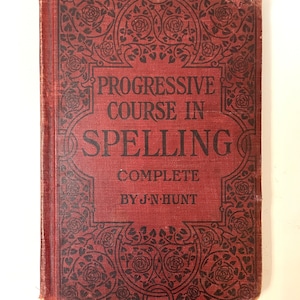 PROGRESSIVE
COURSE IN
SPELLING
COMPLETE
BY J·N·HUNT